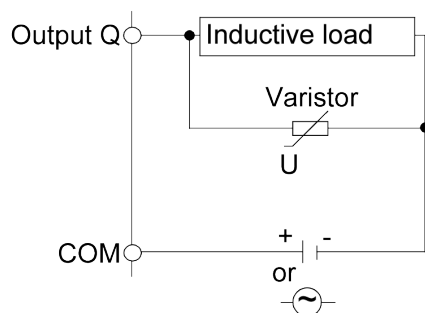 Output Q
Inductive load
Varistor
U
COM
+ -
or
~